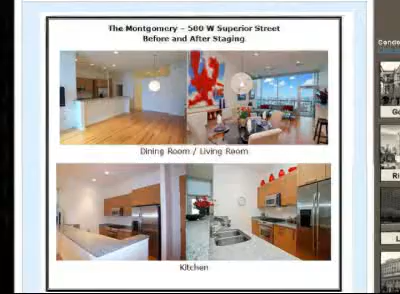 The Montgomery – 500 W Superior Street
Before and After Staging
Dining Room / Living Room
Kitchen